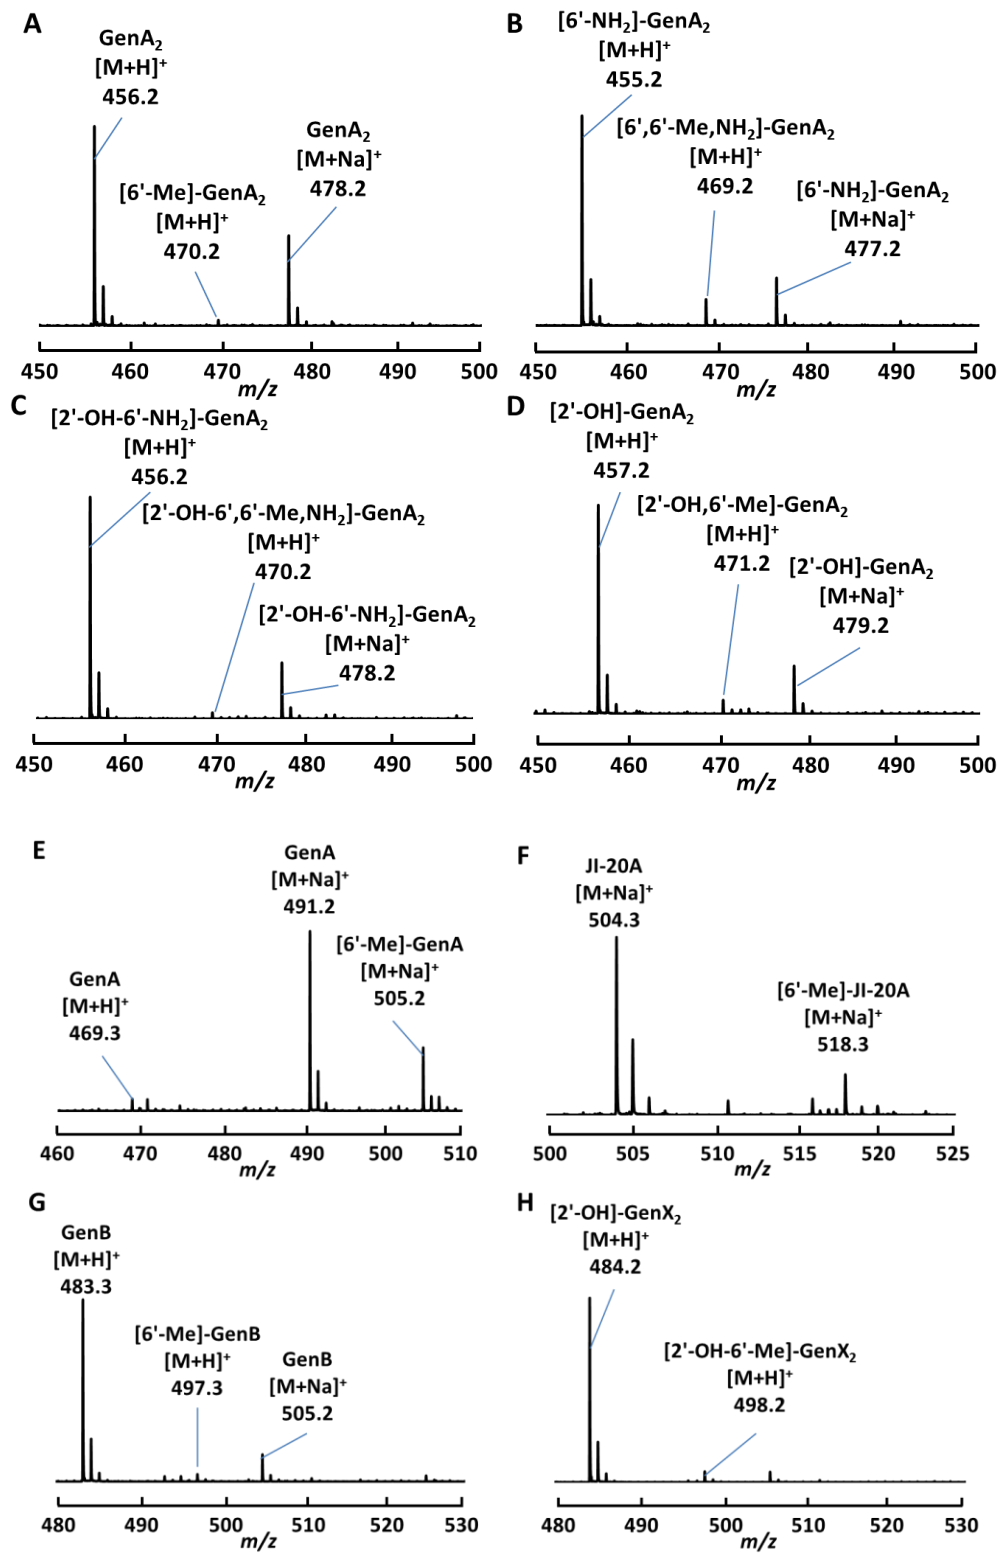 A
GenA₂
[M+H]⁺
456.2
[6'-Me]-GenA₂
[M+H]⁺
470.2
GenA₂
[M+Na]⁺
478.2
450 460 470 480 490 500
m/z
B
[6'-NH₂]-GenA₂
[M+H]⁺
455.2
[6',6'-Me,NH₂]-GenA₂
[M+H]⁺
469.2
[6'-NH₂]-GenA₂
[M+Na]⁺
477.2
450 460 470 480 490 500
m/z
C
[2'-OH-6'-NH₂]-GenA₂
[M+H]⁺
456.2
[2'-OH-6',6'-Me,NH₂]-GenA₂
[M+H]⁺
470.2
[2'-OH-6'-NH₂]-GenA₂
[M+Na]⁺
478.2
450 460 470 480 490 500
m/z
D
[2'-OH]-GenA₂
[M+H]⁺
457.2
[2'-OH,6'-Me]-GenA₂
[M+H]⁺
471.2
[2'-OH]-GenA₂
[M+Na]⁺
479.2
450 460 470 480 490 500
m/z
E
GenA
[M+H]⁺
469.3
GenA
[M+Na]⁺
491.2
[6'-Me]-GenA
[M+Na]⁺
505.2
460 470 480 490 500 510
m/z
F
JI-20A
[M+Na]⁺
504.3
[6'-Me]-JI-20A
[M+Na]⁺
518.3
500 505 510 515 520 525
m/z
G
GenB
[M+H]⁺
483.3
[6'-Me]-GenB
[M+H]⁺
497.3
GenB
[M+Na]⁺
505.2
480 490 500 510 520 530
m/z
H
[2'-OH]-GenX₂
[M+H]⁺
484.2
[2'-OH-6'-Me]-GenX₂
[M+H]⁺
498.2
480 490 500 510 520 530
m/z